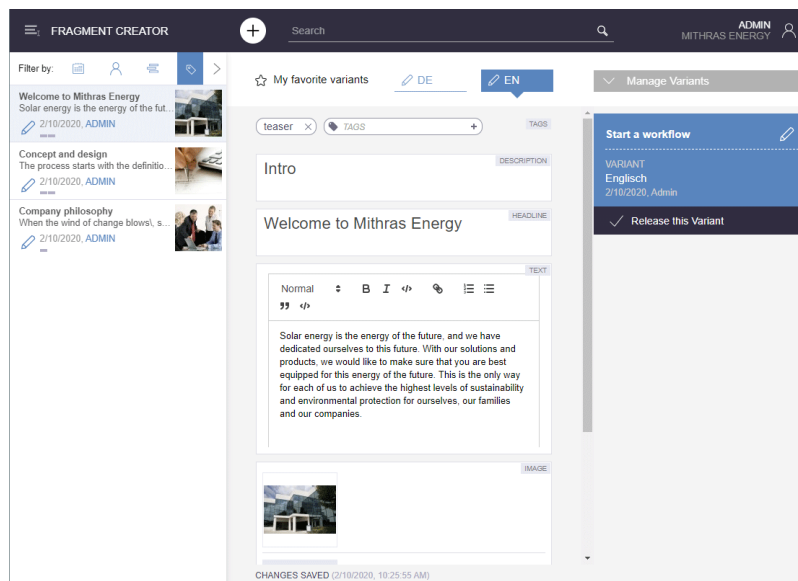 FRAGMENT CREATOR
Search
ADMIN
MITHRAS ENERGY
Filter by:
Welcome to Mithras Energy
Solar energy is the energy of the fut...
2/10/2020, ADMIN
Concept and design
The process starts with the definitio...
2/10/2020, ADMIN
Company philosophy
When the wind of change blows\, s...
2/10/2020, ADMIN
My favorite variants
DE
EN
teaser
TAGS
TAGS
DESCRIPTION
Intro
HEADLINE
Welcome to Mithras Energy
TEXT
Normal
Solar energy is the energy of the future, and we have
dedicated ourselves to this future. With our solutions and
products, we would like to make sure that you are best
equipped for this energy of the future. This is the only way
for each of us to achieve the highest levels of sustainability
and environmental protection for ourselves, our families
and our companies.
IMAGE
CHANGES SAVED (2/10/2020, 10:25:55 AM)
Manage Variants
Start a workflow
VARIANT
Englisch
2/10/2020, Admin
Release this Variant